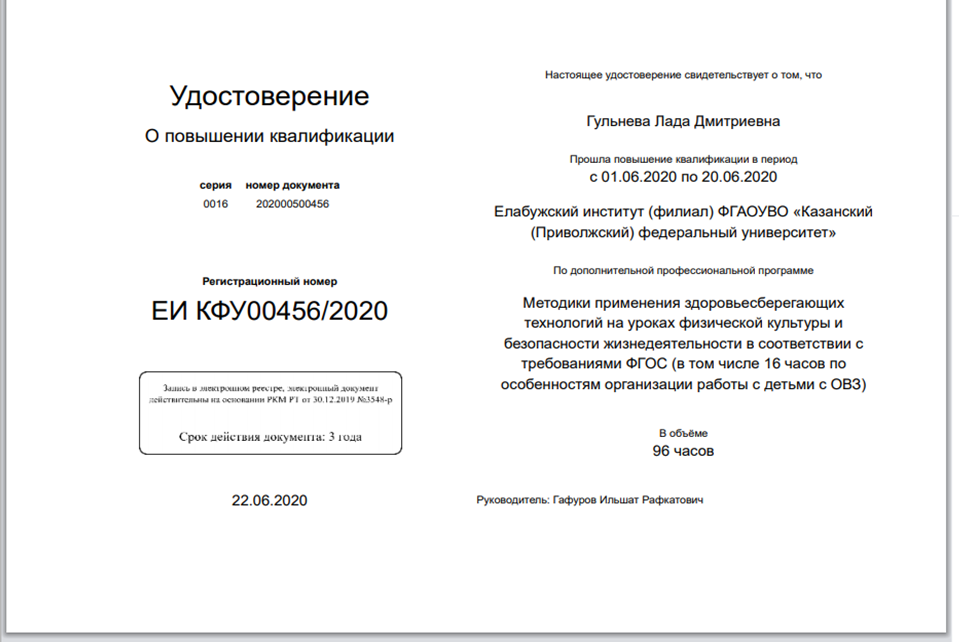 Удостоверение
О повышении квалификации
серия номер документа
0016 202000500456
Регистрационный номер
ЕИ КФУ00456/2020
Запись в электронном реестре, электронный документ
действительны на основании РКМ РТ от 30.12.2019 №3548-р
Срок действия документа: 3 года
22.06.2020
Настоящее удостоверение свидетельствует о том, что
Гульнева Лада Дмитриевна
Прошла повышение квалификации в период
с 01.06.2020 по 20.06.2020
Елабужский институт (филиал) ФГАОУВО «Казанский
(Приволжский) федеральный университет»
По дополнительной профессиональной программе
Методики применения здоровьесберегающих
технологий на уроках физической культуры и
безопасности жизнедеятельности в соответствии с
требованиями ФГОС (в том числе 16 часов по
особенностям организации работы с детьми с ОВЗ)
В объёме
96 часов
Руководитель: Гафуров Ильшат Рафкатович